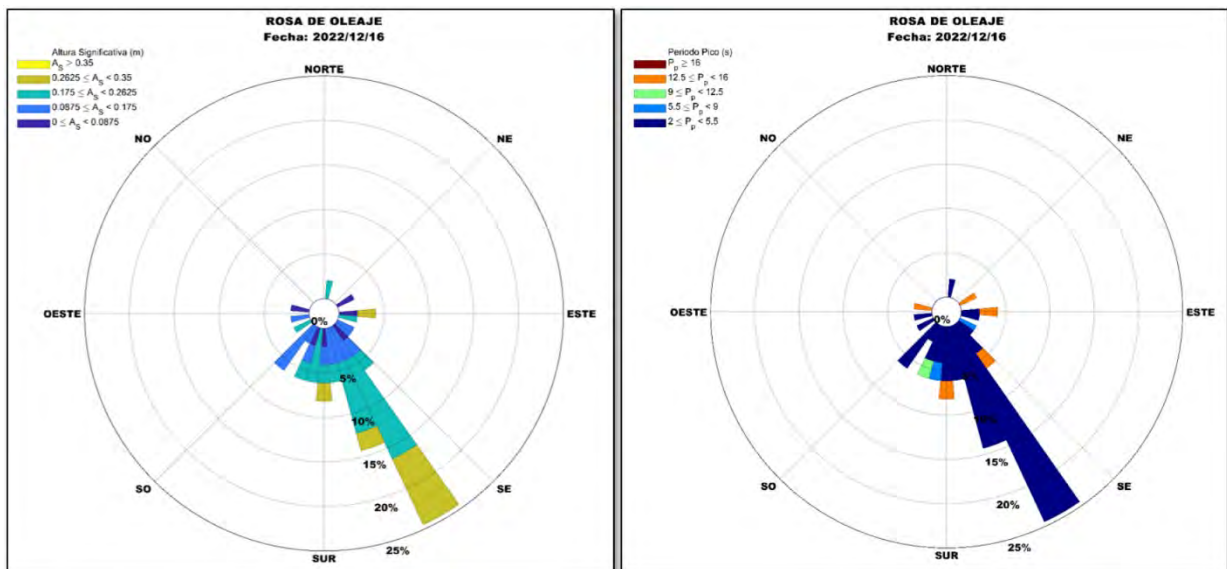 ROSA DE OLEAJE
Fecha: 2022/12/16
Altura Significativa (m)
A_S > 0.35
0.2625 ≤ A_S < 0.35
0.175 ≤ A_S < 0.2625
0.0875 ≤ A_S < 0.175
0 ≤ A_S < 0.0875
NORTE
NO
NE
OESTE
ESTE
0%
5%
10%
15%
SO
SE
20%
SUR
25%
ROSA DE OLEAJE
Fecha: 2022/12/16
Periodo Pico (s)
P_p ≥ 16
12.5 ≤ P_p < 16
9 ≤ P_p < 12.5
5.5 ≤ P_p < 9
2 ≤ P_p < 5.5
NORTE
NO
NE
OESTE
ESTE
0%
5%
10%
15%
SO
SE
20%
SUR
25%